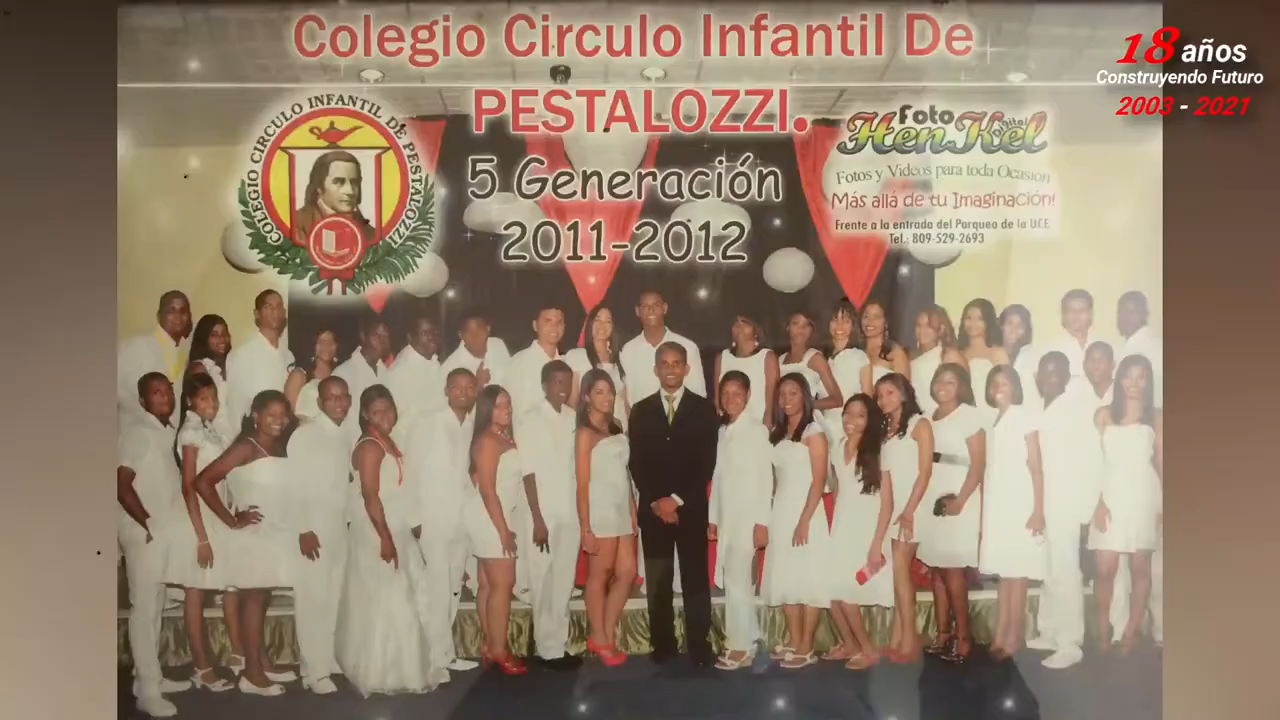 Colegio Circulo Infantil De
PESTALOZZI.
5 Generación
2011-2012
COLEGIO CIRCULO INFANTIL DE PESTALOZZI
Foto
HenKel
Digital
Fotos y Videos para toda Ocasion
Más allá de tu Imaginación!
Frente a la entrada del Parqueo de la U.C.E.
Tel.: 809-529-2693
18 años
Construyendo Futuro
2003 - 2021